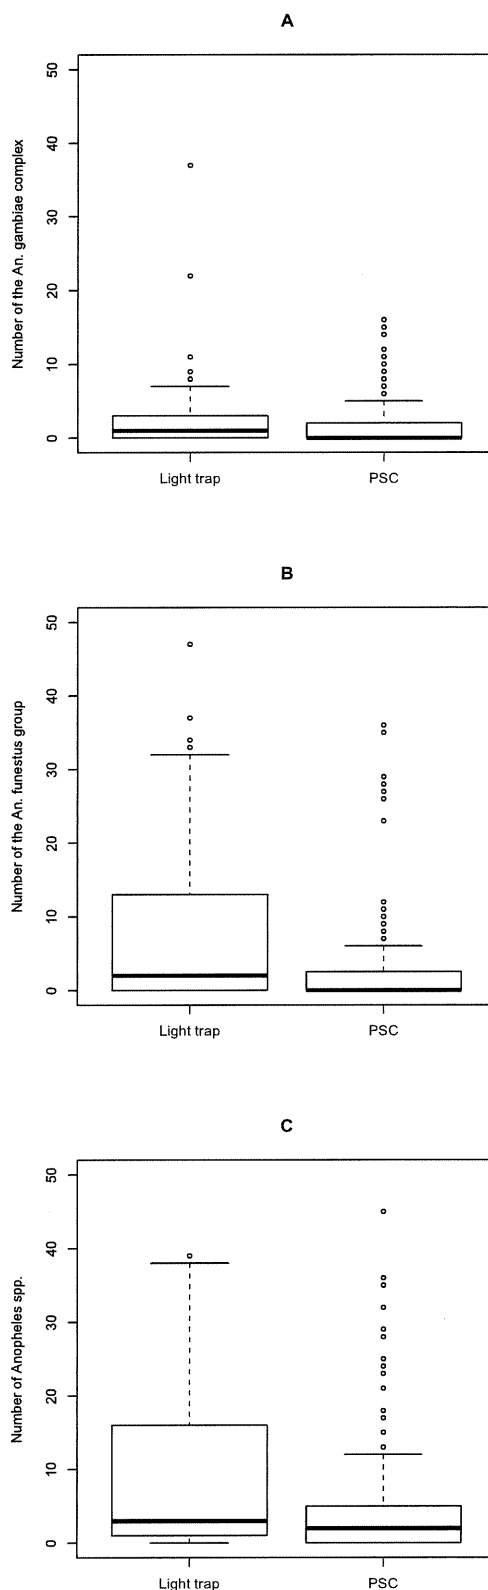 A
Number of the An. gambiae complex
50
40
30
20
10
0
Light trap
PSC
B
Number of the An. funestus group
50
40
30
20
10
0
Light trap
PSC
C
Number of Anopheles spp.
50
40
30
20
10
0
Light trap
PSC